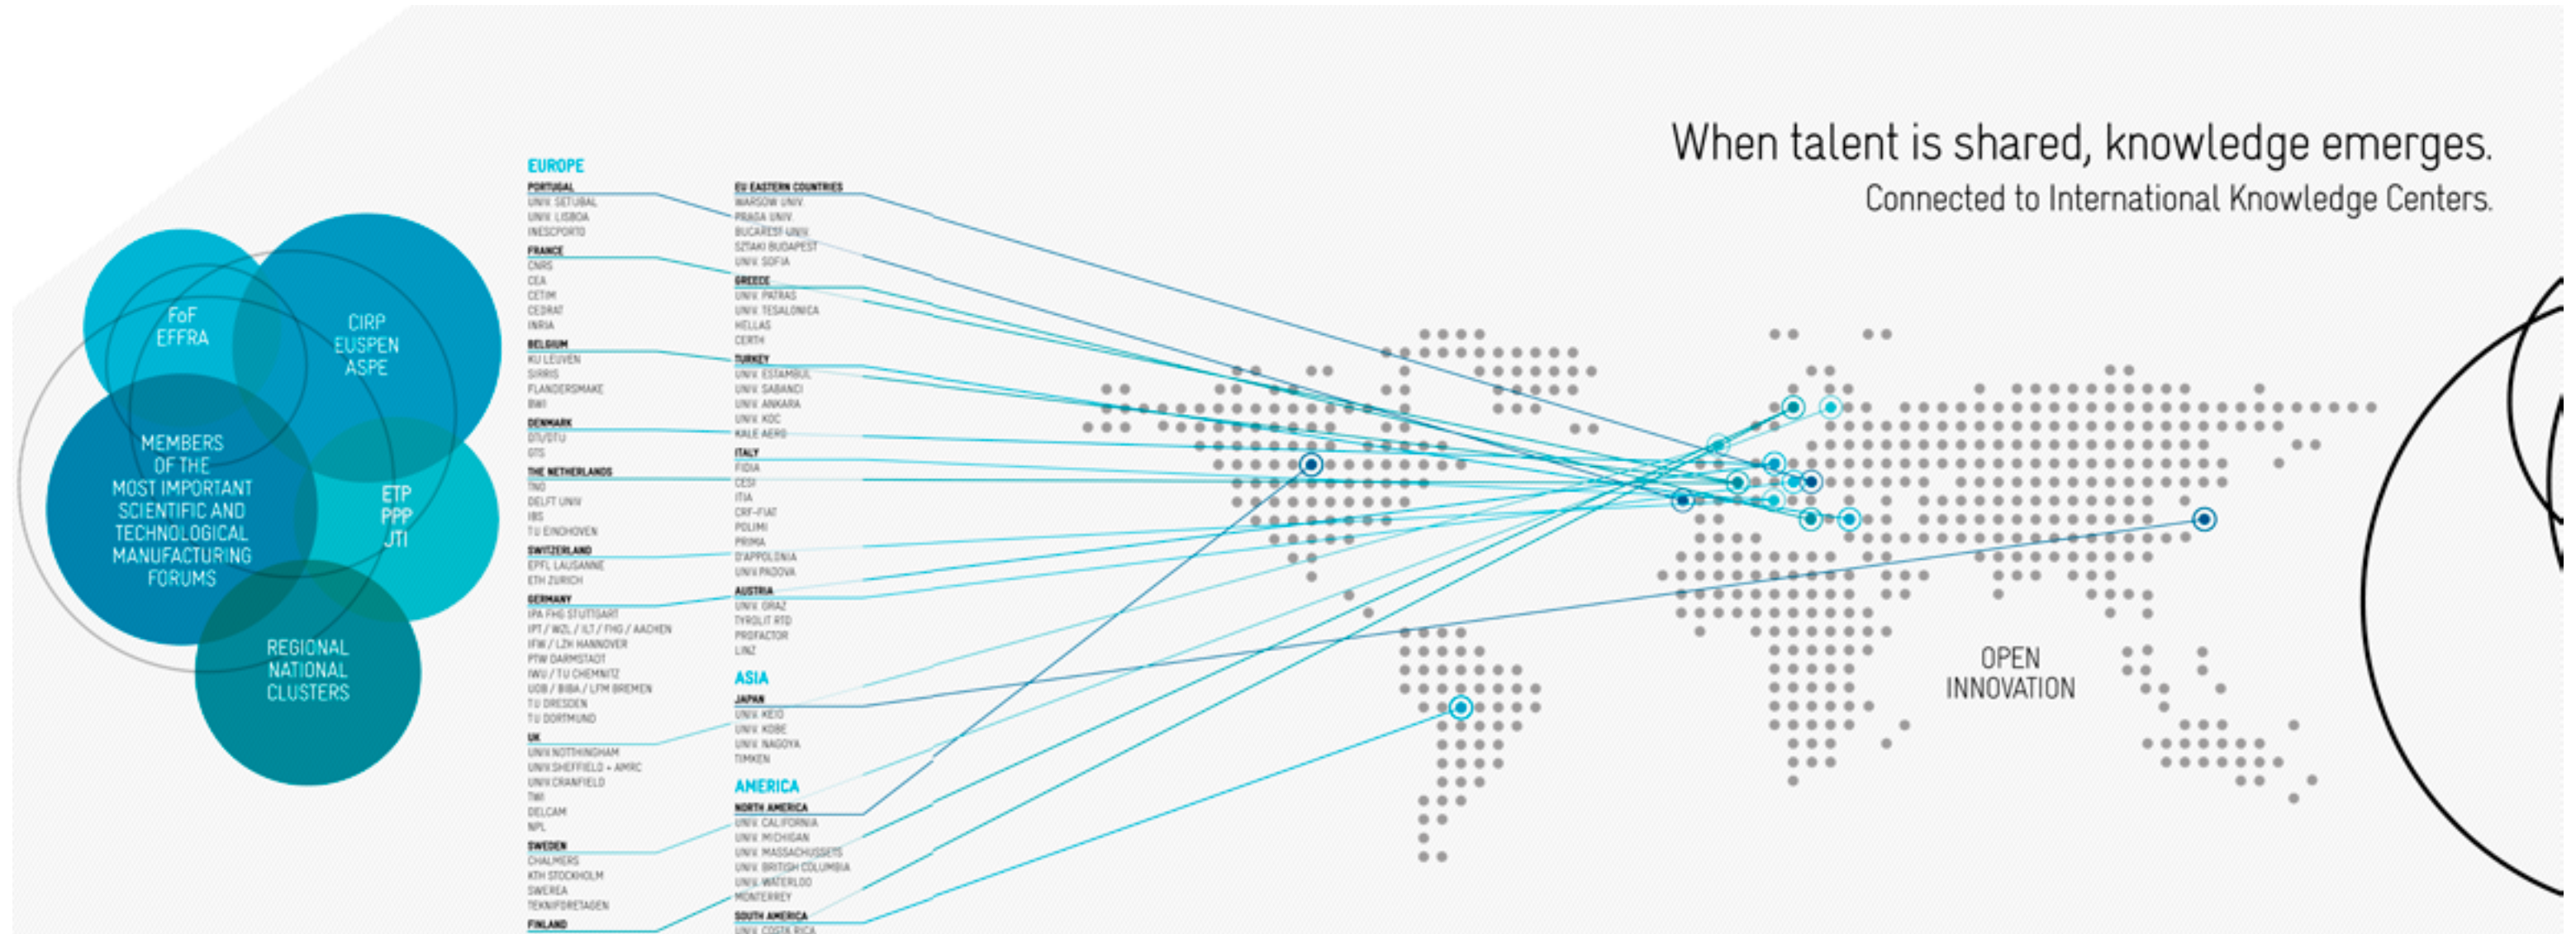 When talent is shared, knowledge emerges.
Connected to International Knowledge Centers.
FoF
EFFRA
CIRP
EUSPEN
ASPE
MEMBERS
OF THE
MOST IMPORTANT
SCIENTIFIC AND
TECHNOLOGICAL
MANUFACTURING
FORUMS
ETP
PPP
JTI
REGIONAL
NATIONAL
CLUSTERS
EUROPE
PORTUGAL
UNIV. SETUBAL
UNIV. LISBOA
INESCPORTO
FRANCE
CNRS
CEA
CETIM
CEDRAT
INRIA
BELGIUM
KU LEUVEN
SIRRIS
FLANDERSMAKE
BWI
DENMARK
DTI/DTU
GTS
THE NETHERLANDS
TNO
DELFT UNIV
IBS
TU EINDHOVEN
SWITZERLAND
EPFL LAUSANNE
ETH ZURICH
GERMANY
IPA FHG STUTTGART
IPT / WZL / ILT / FHG / AACHEN
IFW / LZH HANNOVER
PTW DARMSTADT
IWU / TU CHEMNITZ
UOB / BIBA / LFM BREMEN
TU DRESDEN
TU DORTMUND
UK
UNIV.NOTTHINGHAM
UNIV.SHEFFIELD + AMRC
UNIV.CRANFIELD
TWI
DELCAM
NPL
SWEDEN
CHALMERS
KTH STOCKHOLM
SWEREA
TEKNIFORETAGEN
FINLAND
EU EASTERN COUNTRIES
WARSOW UNIV.
PRAGA UNIV.
BUCAREST UNIV.
SZTAKI BUDAPEST
UNIV. SOFIA
GREECE
UNIV. PATRAS
UNIV. TESALONICA
HELLAS
CERTH
TURKEY
UNIV. ESTAMBUL
UNIV. SABANCI
UNIV. ANKARA
UNIV. KOC
KALE AERO
ITALY
FIDIA
CESI
ITIA
CRF-FIAT
POLIMI
PRIMA
D'APPOLONIA
UNIV.PADOVA
AUSTRIA
UNIV. GRAZ
TYROLIT RTD
PROFACTOR
LINZ
ASIA
JAPAN
UNIV. KEIO
UNIV. KOBE
UNIV. NAGOYA
TIMKEN
AMERICA
NORTH AMERICA
UNIV. CALIFORNIA
UNIV. MICHIGAN
UNIV. MASSACHUSSETS
UNIV. BRITISH COLUMBIA
UNIV. WATERLOO
MONTERREY
SOUTH AMERICA
UNIV. COSTA RICA
OPEN
INNOVATION